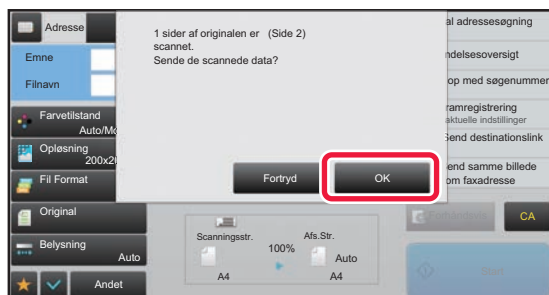 Adresse
Emne
Filnavn
Farvetilstand
Opløsning
Fil Format
Original
Belysning
Auto
Andet
1 sider af originalen er (Side 2)
scannet.
Sende de scannede data?
Fortryd
OK
Scanningsstr.
A4
100%
Afs.Str.
Auto
A4
al adressesøgning
ndelsesoversigt
op med søgenummer
ramregistrering
aktuelle indstillinger
Send destinationslink
end samme billede
om faxadresse
CA
Start